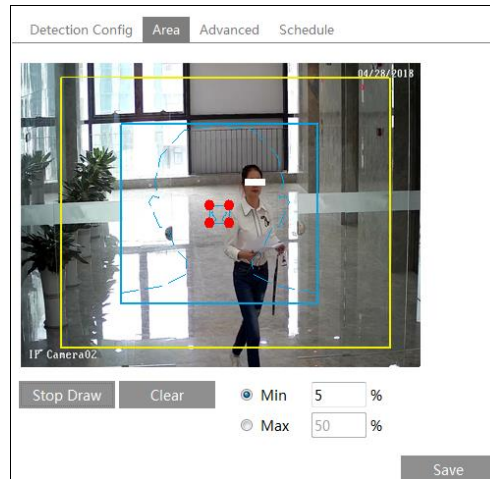 Detection Config Area Advanced Schedule
04/28/2018
IP Camera02
Stop Draw Clear Min 5 %
Max 50 %
Save